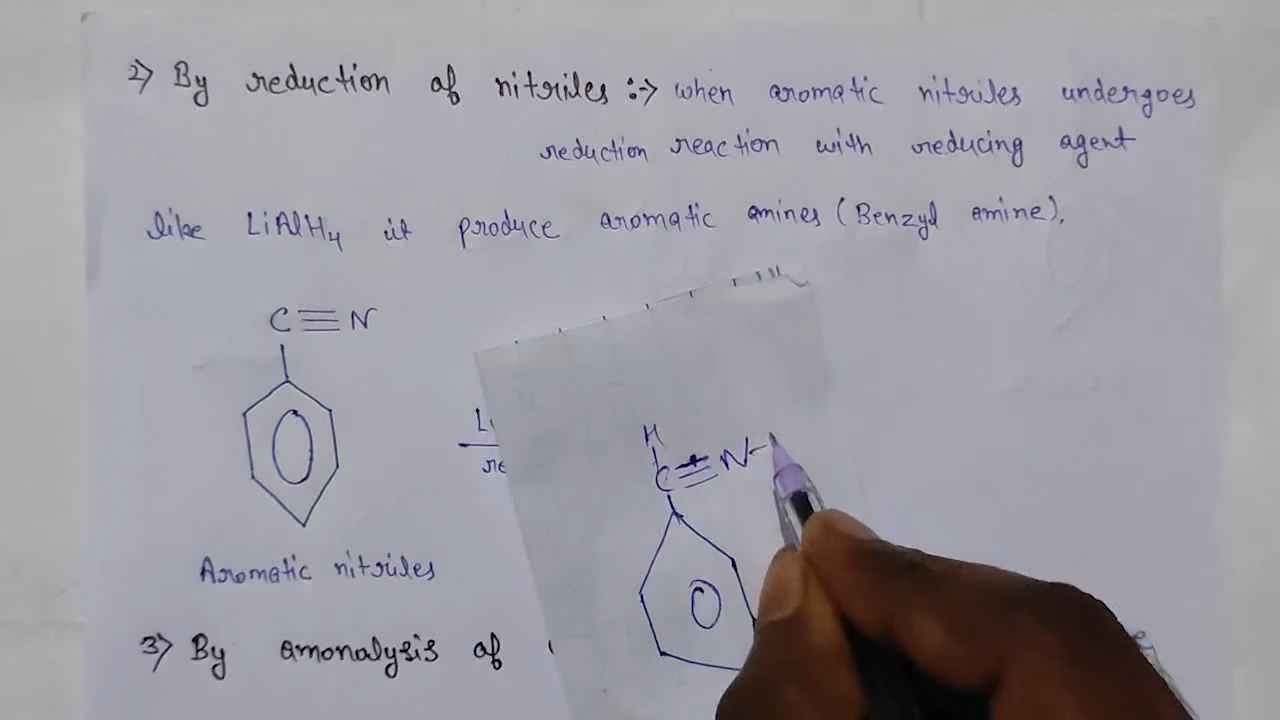 2) By reduction of nitriles :→ when aromatic nitriles undergoes
reduction reaction with reducing agent
like LiAlH4 it produce aromatic amines (Benzyl amine).
C≡N
H
C≡N-
Aromatic nitriles
3) By amonalysis of